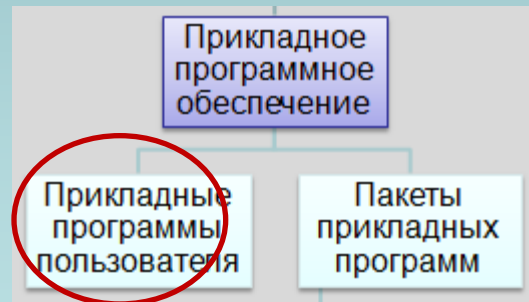 Прикладное
программное
обеспечение
Прикладные
программы
пользователя
Пакеты
прикладных
программ